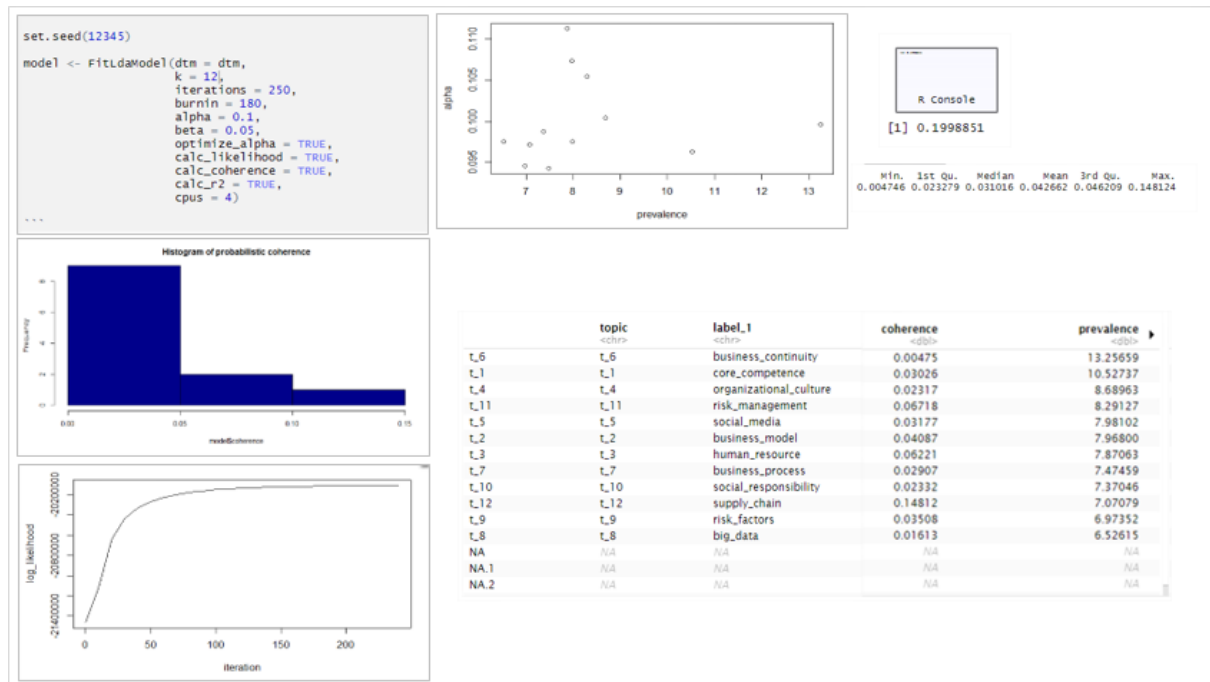 set.seed(12345)
model <- FitLdaModel(dtm = dtm,
k = 12,
iterations = 250,
burnin = 180,
alpha = 0.1,
beta = 0.05,
optimize_alpha = TRUE,
calc_likelihood = TRUE,
calc_coherence = TRUE,
calc_r2 = TRUE,
cpus = 4)
...
alpha
0.110
0.105
0.100
0.095
7 8 9 10 11 12 13
prevalence
R Console
[1] 0.1998851
Min. 1st Qu. Median Mean 3rd Qu. Max.
0.004746 0.023279 0.031016 0.042662 0.046209 0.148124
Histogram of probabilistic coherence
Frequency
8
6
4
2
0
0.00 0.05 0.10 0.15
model$coherence
topic label_1 coherence prevalence
<chr> <chr> <dbl> <dbl>
t_6 t_6 business_continuity 0.00475 13.25659
t_1 t_1 core_competence 0.03026 10.52737
t_4 t_4 organizational_culture 0.02317 8.68963
t_11 t_11 risk_management 0.06718 8.29127
t_5 t_5 social_media 0.03177 7.98102
t_2 t_2 business_model 0.04087 7.96800
t_3 t_3 human_resource 0.06221 7.87063
t_7 t_7 business_process 0.02907 7.47459
t_10 t_10 social_responsibility 0.02332 7.37046
t_12 t_12 supply_chain 0.14812 7.07079
t_9 t_9 risk_factors 0.03508 6.97352
t_8 t_8 big_data 0.01613 6.52615
NA NA NA NA NA
NA.1 NA NA NA NA
NA.2 NA NA NA NA
log_likelihood
-20200000
-20800000
-21400000
0 50 100 150 200
iteration